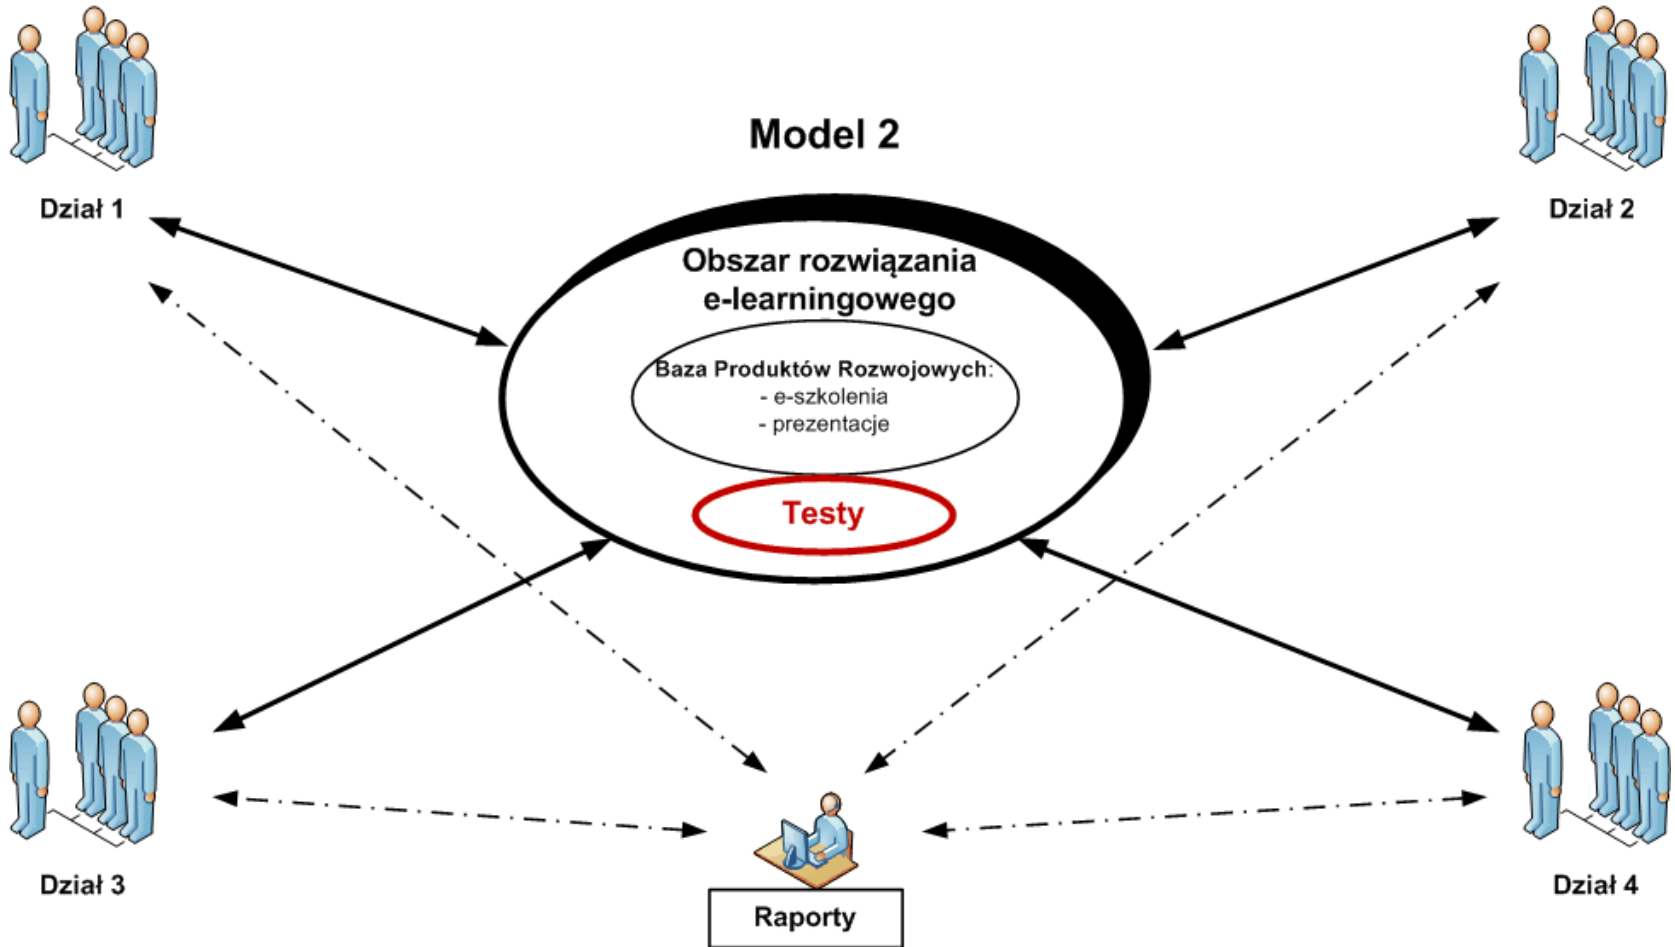 Model 2
Dział 1
Dział 2
Obszar rozwiązania
e-learningowego
Baza Produktów Rozwojowych:
- e-szkolenia
- prezentacje
Testy
Dział 3
Dział 4
Raporty